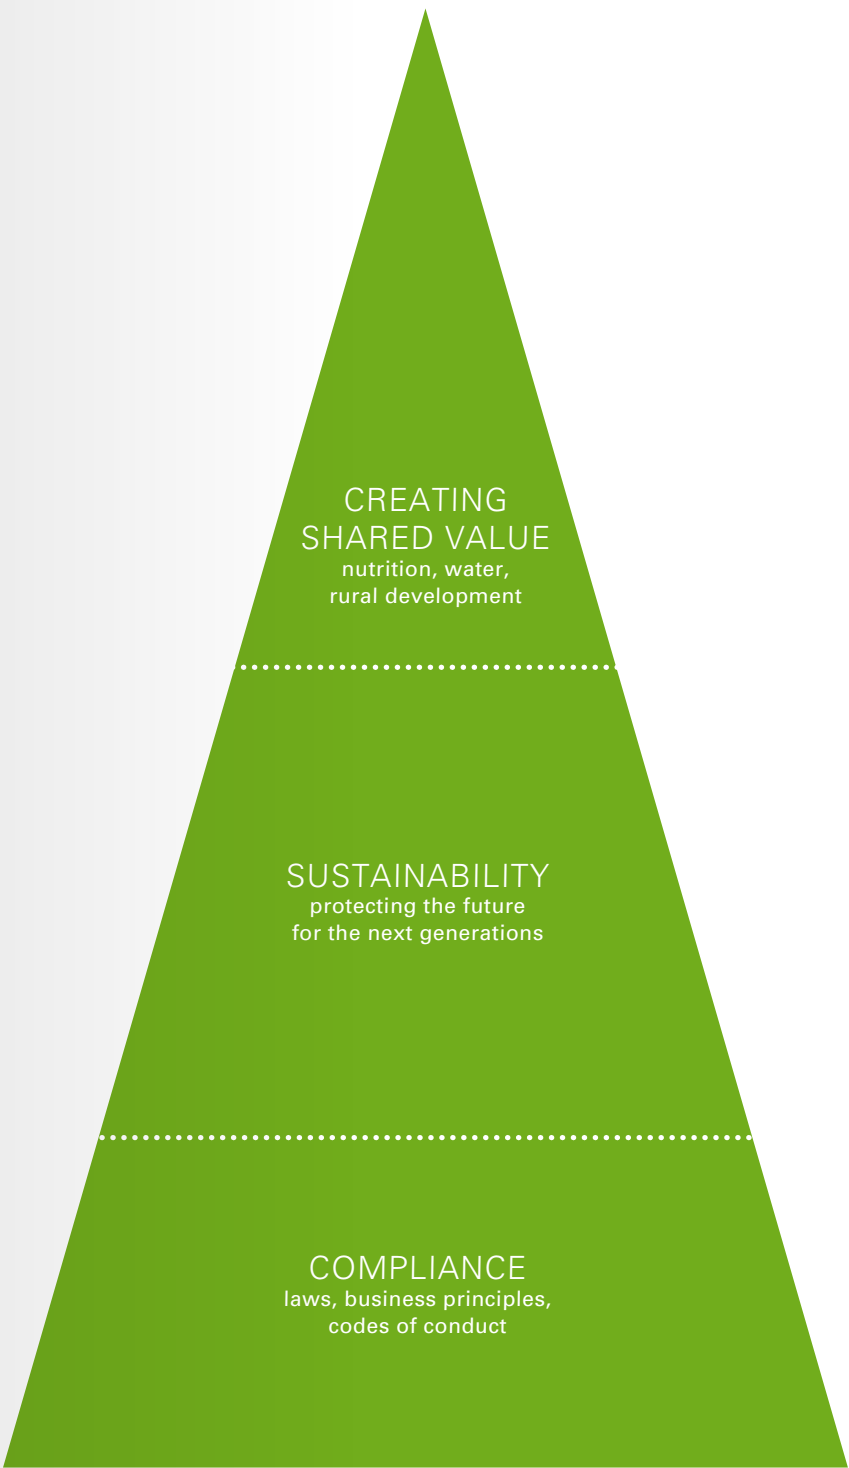 CREATING
SHARED VALUE
nutrition, water,
rural development
SUSTAINABILITY
protecting the future
for the next generations
COMPLIANCE
laws, business principles,
codes of conduct